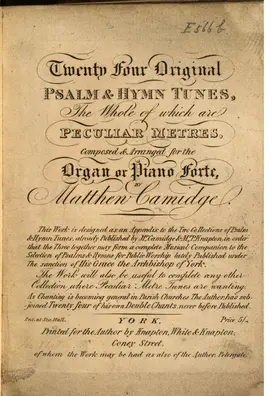 E566b
Twenty Four Original
PSALM & HYMN TUNES,
The Whole of which are
PECULIAR METRES,
Composed & Arranged for the
Organ or Piano Forte,
BY
Matthew Camidge
This Work is designed as an Appendix to the Two Collections of Psalm
& Hymn Tunes, already Published by Mr. Camidge & Mr. P. Knapton, in order
that the Three together may form a complete Musical Companion to the
Selection of Psalms & Hymns for Public Worship lately Published under
The sanction of His Grace the Archbishop of York.
The Work will also be useful to complete any other
Collection where Peculiar Metre Tunes are wanting.
As Chanting is becoming general in Parish Churches The Author has sub-
joined Twenty four of his own Double Chants, never before Published.
Ent. at Sta. Hall. YORK. Price 5/-
Printed for the Author by Knapton, White & Knapton,
Coney Street.
of whom the Work may be had as also of the Author Petergate.